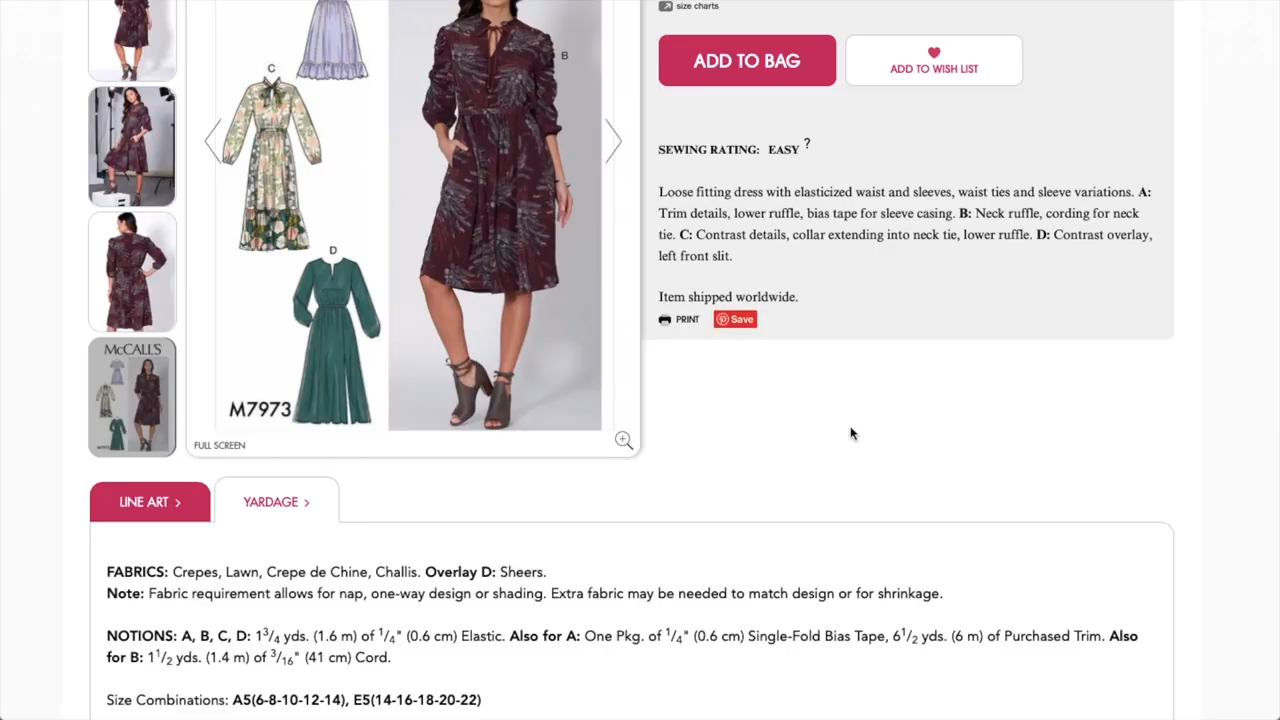 size charts
ADD TO BAG
ADD TO WISH LIST
C
B
D
SEWING RATING: EASY ?
Loose fitting dress with elasticized waist and sleeves, waist ties and sleeve variations. A:
Trim details, lower ruffle, bias tape for sleeve casing. B: Neck ruffle, cording for neck
tie. C: Contrast details, collar extending into neck tie, lower ruffle. D: Contrast overlay,
left front slit.
Item shipped worldwide.
PRINT Save
McCALL'S
M7973
FULL SCREEN
LINE ART > YARDAGE >
FABRICS: Crepes, Lawn, Crepe de Chine, Challis. Overlay D: Sheers.
Note: Fabric requirement allows for nap, one-way design or shading. Extra fabric may be needed to match design or for shrinkage.
NOTIONS: A, B, C, D: 1 3/4 yds. (1.6 m) of 1/4" (0.6 cm) Elastic. Also for A: One Pkg. of 1/4" (0.6 cm) Single-Fold Bias Tape, 6 1/2 yds. (6 m) of Purchased Trim. Also
for B: 1 1/2 yds. (1.4 m) of 3/16" (41 cm) Cord.
Size Combinations: A5(6-8-10-12-14), E5(14-16-18-20-22)